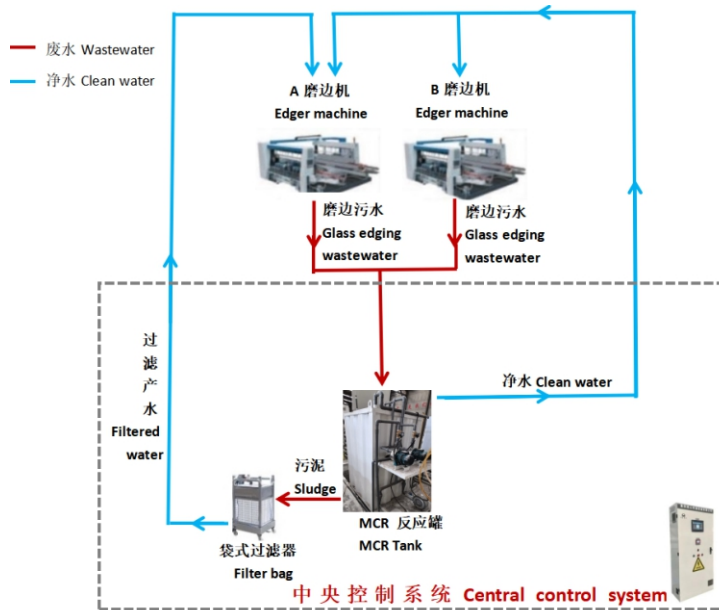 废水 Wastewater
净水 Clean water
A 磨边机
Edger machine
B 磨边机
Edger machine
磨边污水
Glass edging
wastewater
磨边污水
Glass edging
wastewater
过
滤
产
水
Filtered
water
净水 Clean water
污泥
Sludge
MCR 反应罐
MCR Tank
袋式过滤器
Filter bag
中央控制系统 Central control system